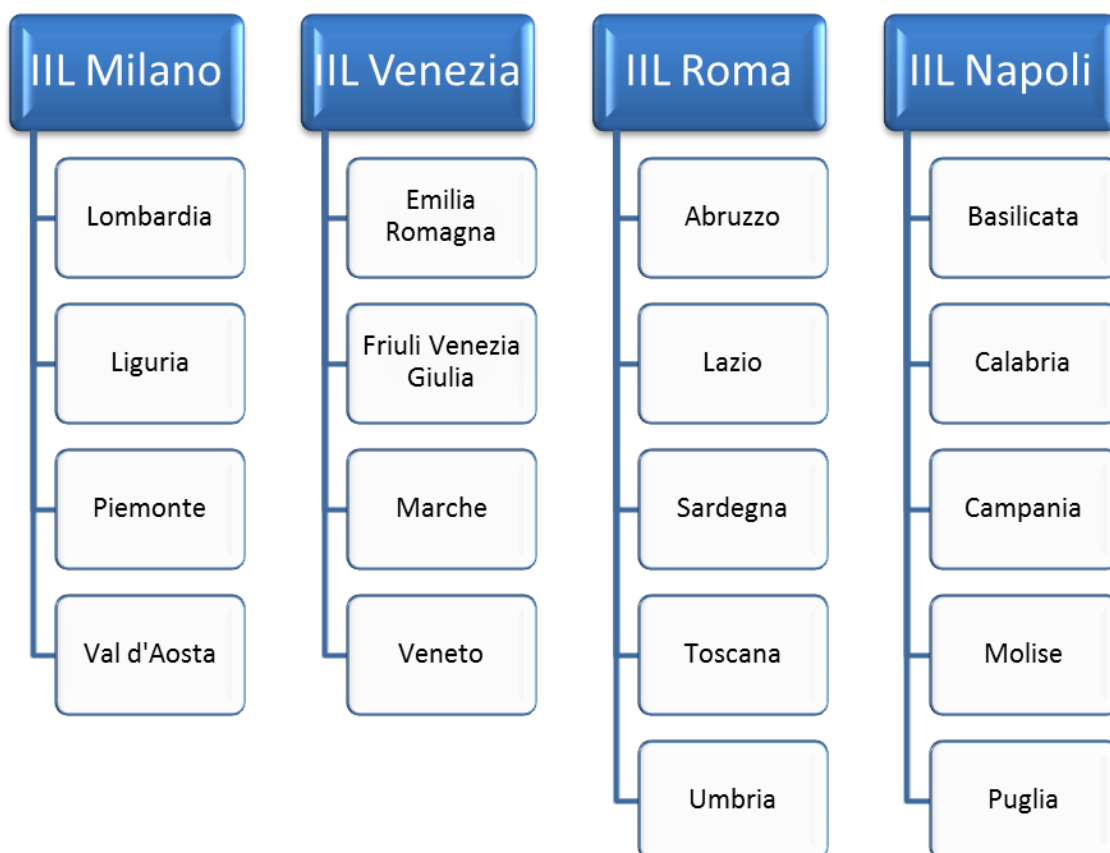 IIL Milano
Lombardia
Liguria
Piemonte
Val d'Aosta
IIL Venezia
Emilia
Romagna
Friuli Venezia
Giulia
Marche
Veneto
IIL Roma
Abruzzo
Lazio
Sardegna
Toscana
Umbria
IIL Napoli
Basilicata
Calabria
Campania
Molise
Puglia